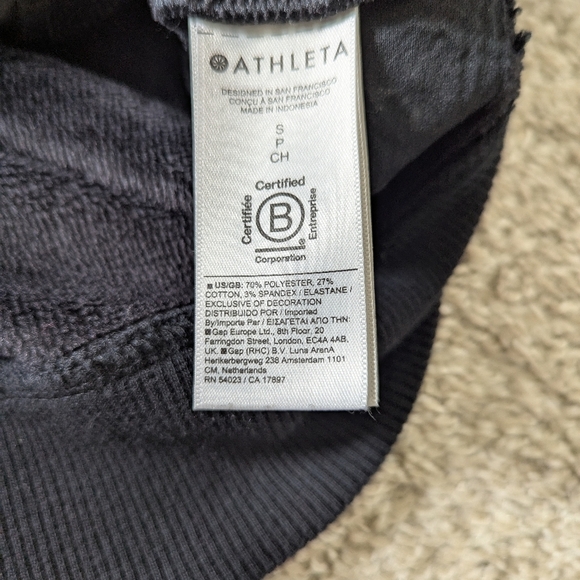 ATHLETA
DESIGNED IN SAN FRANCISCO
CONÇU À SAN FRANCISCO
MADE IN INDONESIA
S
P
CH
Certified
Certifiée
B
Entreprise
Corporation
US/GB: 70% POLYESTER, 27%
COTTON, 3% SPANDEX / ELASTANE /
EXCLUSIVE OF DECORATION
DISTRIBUIDO POR / Imported
By/Importe Par / ΕΙΣΑΓΕΤΑΙ ΑΠΟ ΤΗΝ:
Gap Europe Ltd., 8th Floor, 20
Farringdon Street, London, EC4A 4AB,
UK. Gap (RHC) B.V. Luna ArenA
Herikerbergweg 238 Amsterdam 1101
CM, Netherlands
RN 54023 / CA 17897